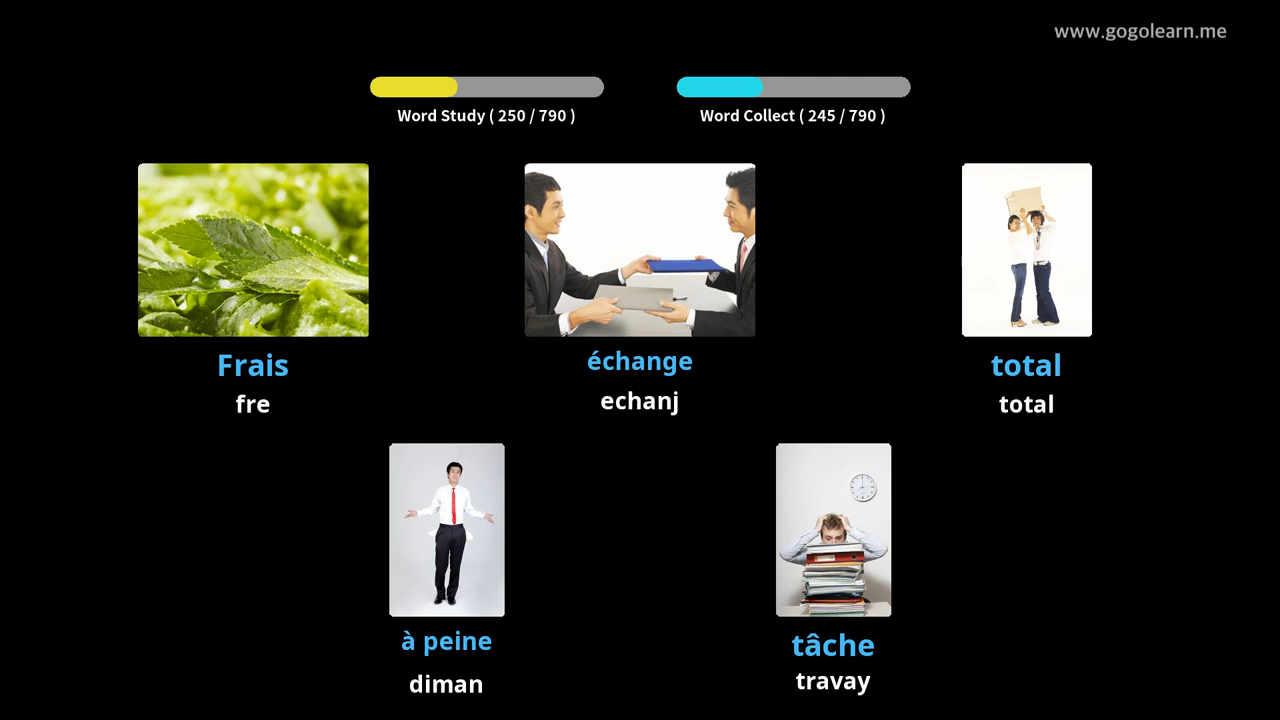 www.gogolearn.me
Word Study ( 250 / 790 )
Word Collect ( 245 / 790 )
Frais
fre
échange
echanj
total
total
à peine
diman
tâche
travay